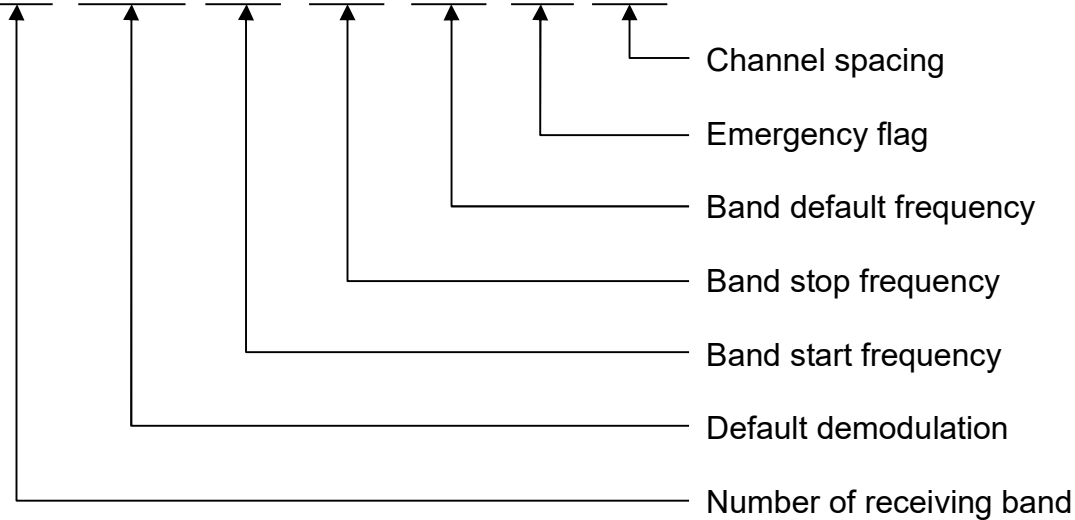 Channel spacing
Emergency flag
Band default frequency
Band stop frequency
Band start frequency
Default demodulation
Number of receiving band